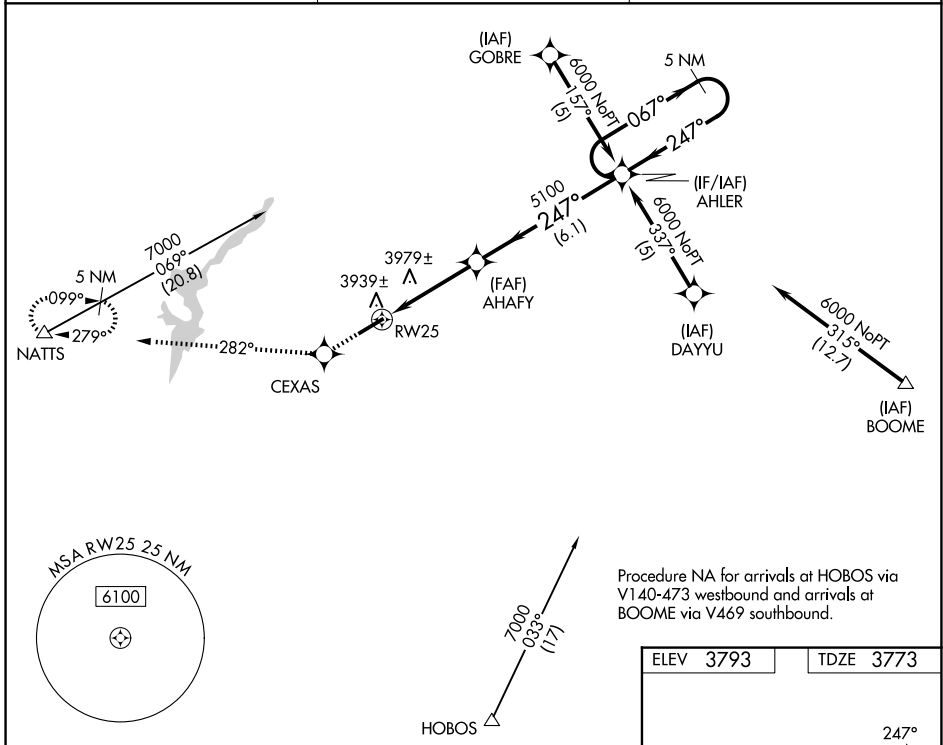 (IAF)
GOBRE
6000 NoPT
157°
(5)
5 NM
067°
247°
(IF/IAF)
AHLER
5100
247°
(6.1)
6000 NoPT
337°
(5)
7000
069°
(20.8)
5 NM
099°
279°
NATTS
3979±
3939±
(FAF)
AHAFY
RW25
282°
CEXAS
(IAF)
DAYYU
6000 NoPT
315°
(12.7)
(IAF)
BOOME
MSA RW25 25 NM
6100
7000
033°
(17)
HOBOS
Procedure NA for arrivals at HOBOS via
V140-473 westbound and arrivals at
BOOME via V469 southbound.
ELEV 3793
TDZE 3773
247°